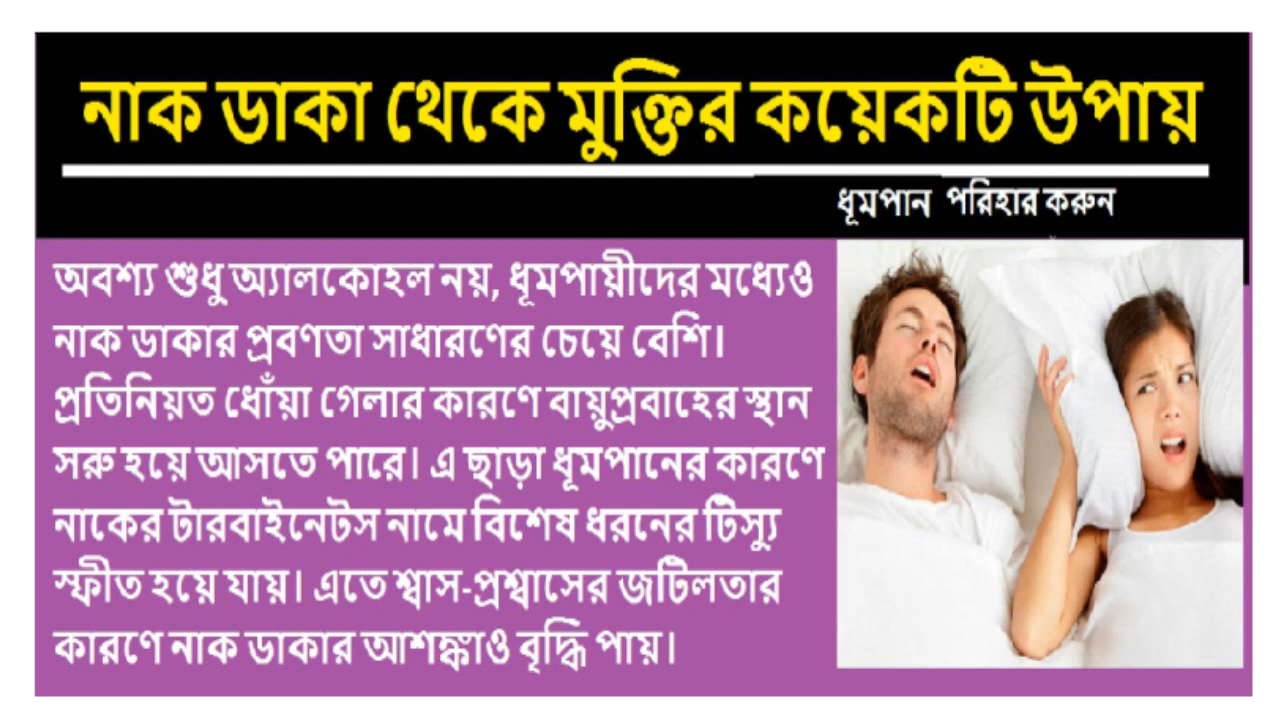 নাক ডাকা থেকে মুক্তির কয়েকটি উপায়
ধূমপান পরিহার করুন
অবশ্য শুধু অ্যালকোহল নয়, ধূমপায়ীদের মধ্যেও
নাক ডাকার প্রবণতা সাধারণের চেয়ে বেশি।
প্রতিনিয়ত ধোঁয়া গেলার কারণে বায়ুপ্রবাহের স্থান
সরু হয়ে আসতে পারে। এ ছাড়া ধূমপানের কারণে
নাকের টারবাইনেটস নামে বিশেষ ধরনের টিস্যু
স্ফীত হয়ে যায়। এতে শ্বাস-প্রশ্বাসের জটিলতার
কারণে নাক ডাকার আশঙ্কাও বৃদ্ধি পায়।